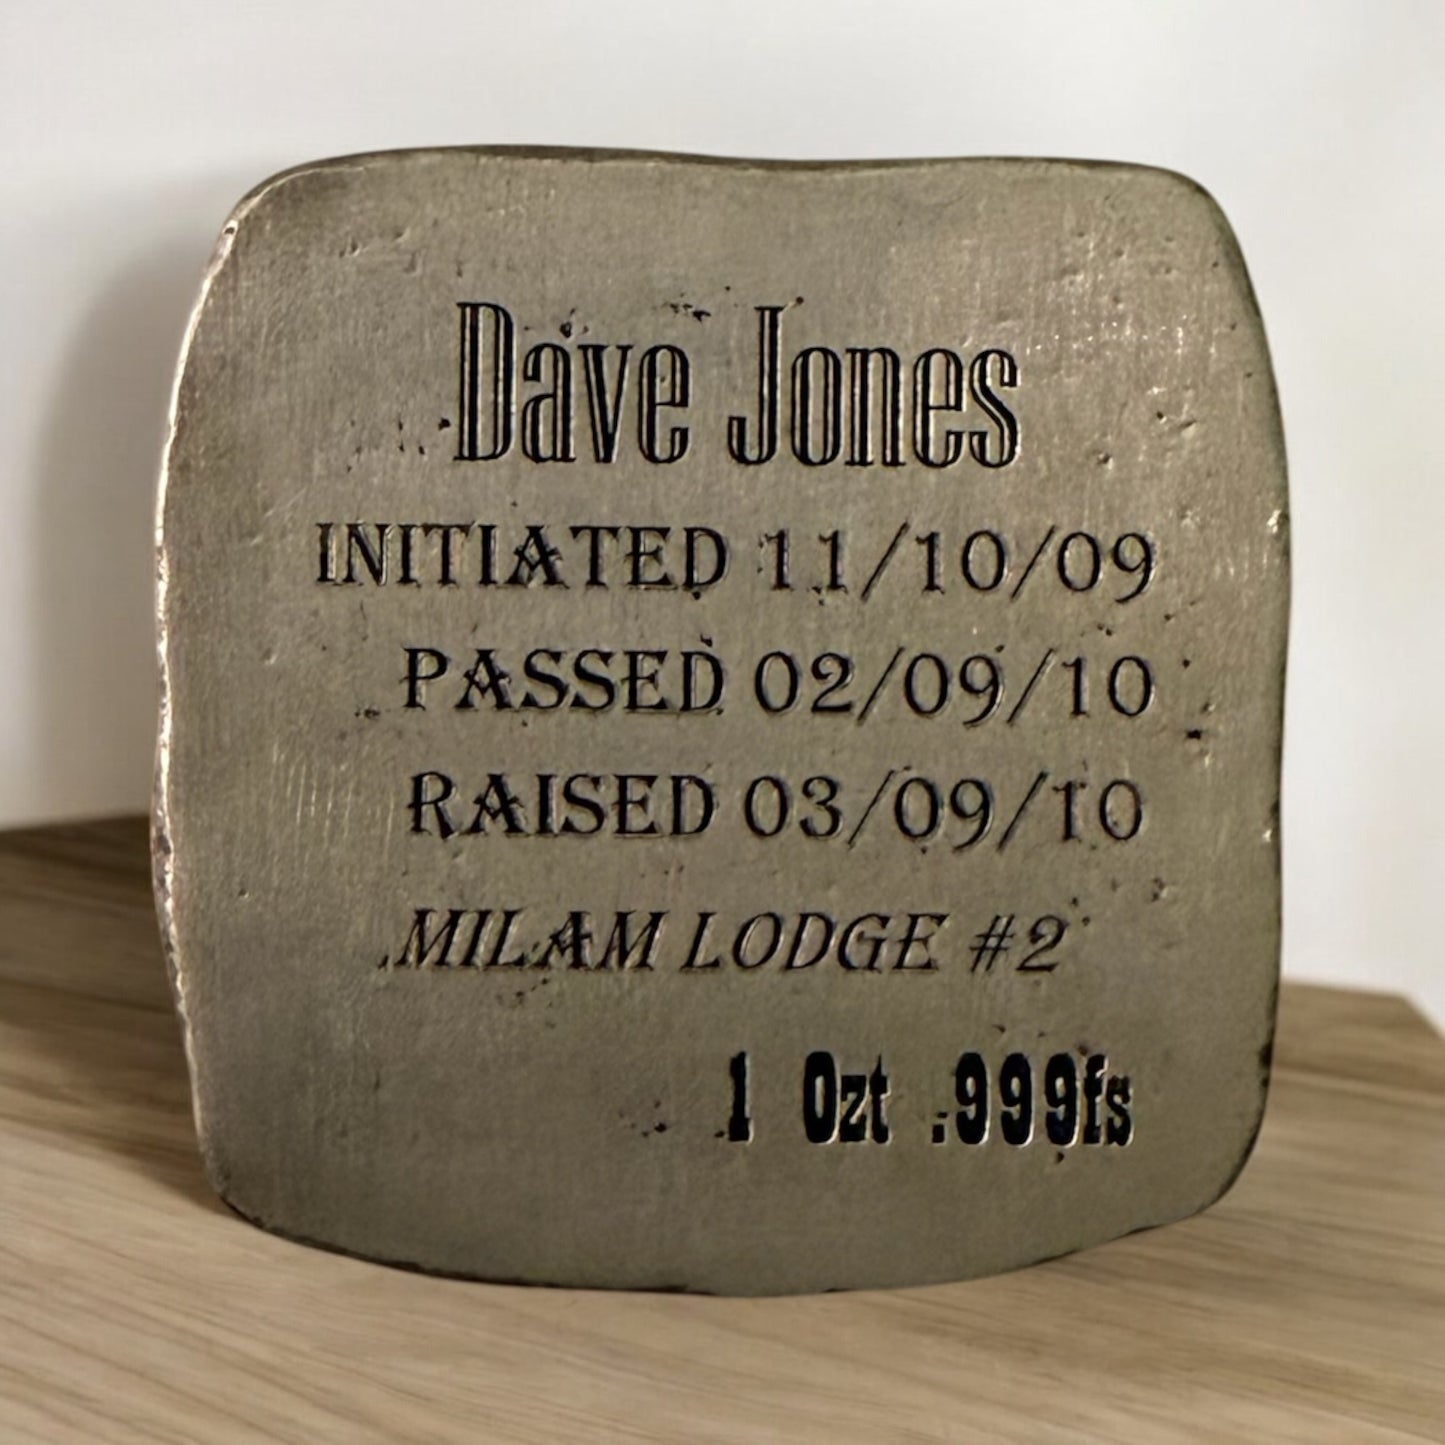 Dave Jones
INITIATED 11/10/09
PASSED 02/09/10
RAISED 03/09/10
MILAM LODGE #2
1 Ozt .999fs